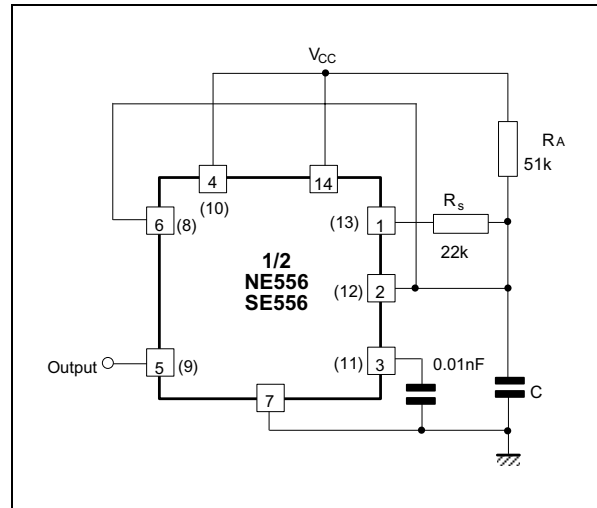 VCC
RA
51k
4
14
(10)
Rs
6
(8)
(13)
1
22k
1/2
NE556
SE556
(12)
2
Output
5
(9)
(11)
3
0.01nF
C
7